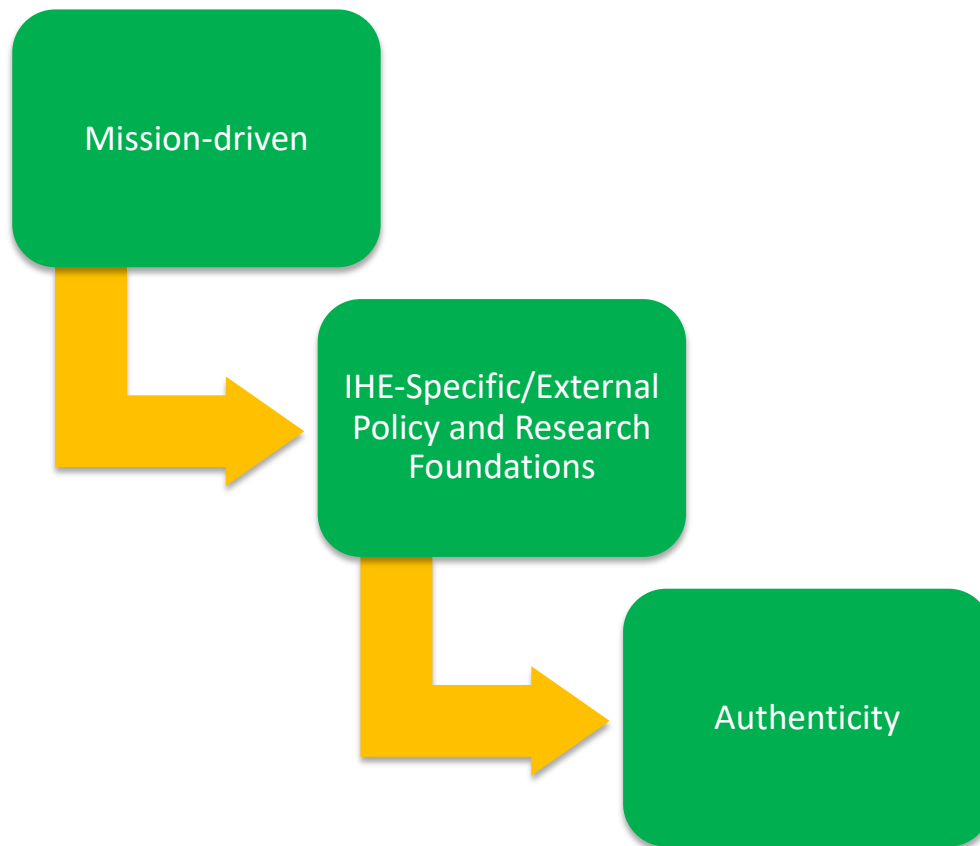 Mission-driven
IHE-Specific/External
Policy and Research
Foundations
Authenticity